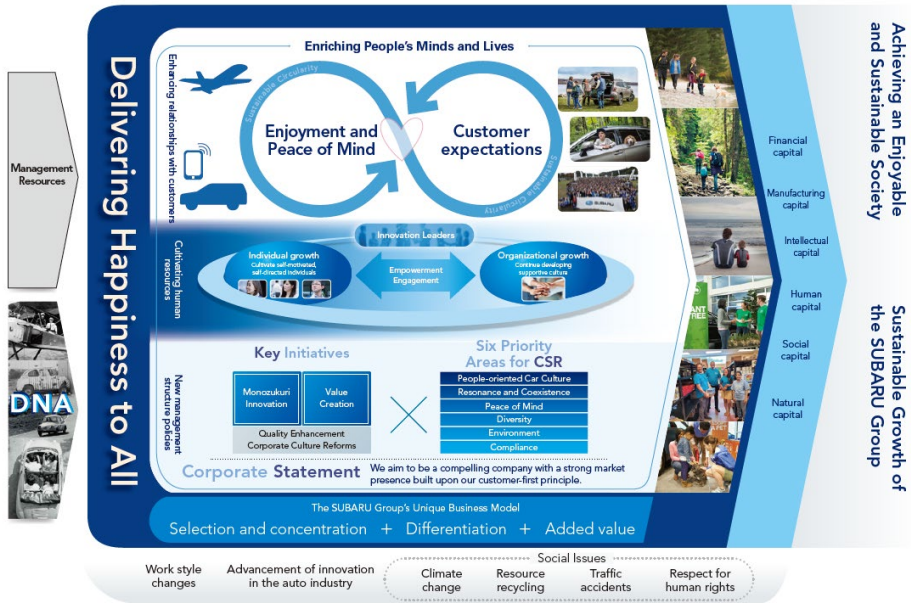 Management
Resources
DNA
Delivering Happiness to All
Enriching People's Minds and Lives
Enhancing relationships with customers
Sustainable Circularity
Enjoyment and
Peace of Mind
Customer
expectations
Sustainable Circularity
SUBARU
Cultivating human
resources
Innovation Leaders
Individual growth
Cultivate self-motivated,
self-directed individuals
Empowerment
Engagement
Organizational growth
Continue developing
supportive culture
New management
structure policies
Key Initiatives
Monozukuri
Innovation
Value
Creation
Quality Enhancement
Corporate Culture Reforms
Six Priority
Areas for CSR
People-oriented Car Culture
Resonance and Coexistence
Peace of Mind
Diversity
Environment
Compliance
Corporate Statement
We aim to be a compelling company with a strong market
presence built upon our customer-first principle.
The SUBARU Group's Unique Business Model
Selection and concentration + Differentiation + Added value
Financial
capital
Manufacturing
capital
Intellectual
capital
Human
capital
Social
capital
Natural
capital
Achieving an Enjoyable
and Sustainable Society
Sustainable Growth of
the SUBARU Group
Work style
changes
Advancement of innovation
in the auto industry
Social Issues
Climate
change
Resource
recycling
Traffic
accidents
Respect for
human rights